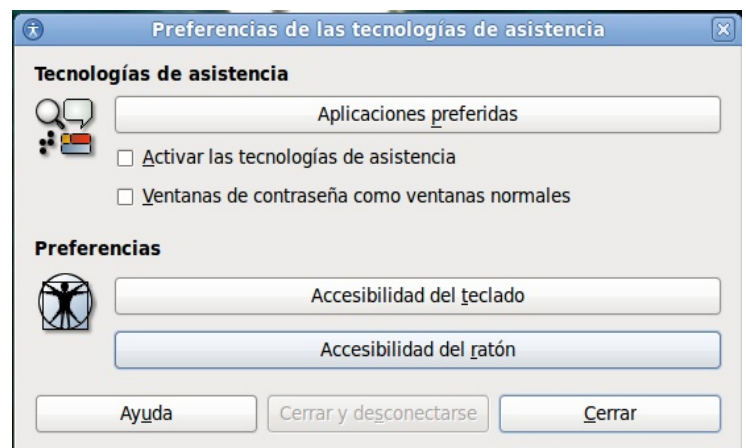 Preferencias de las tecnologías de asistencia
Tecnologías de asistencia
Aplicaciones preferidas
Activar las tecnologías de asistencia
Ventanas de contraseña como ventanas normales
Preferencias
Accesibilidad del teclado
Accesibilidad del ratón
Ayuda Cerrar y desconectarse Cerrar